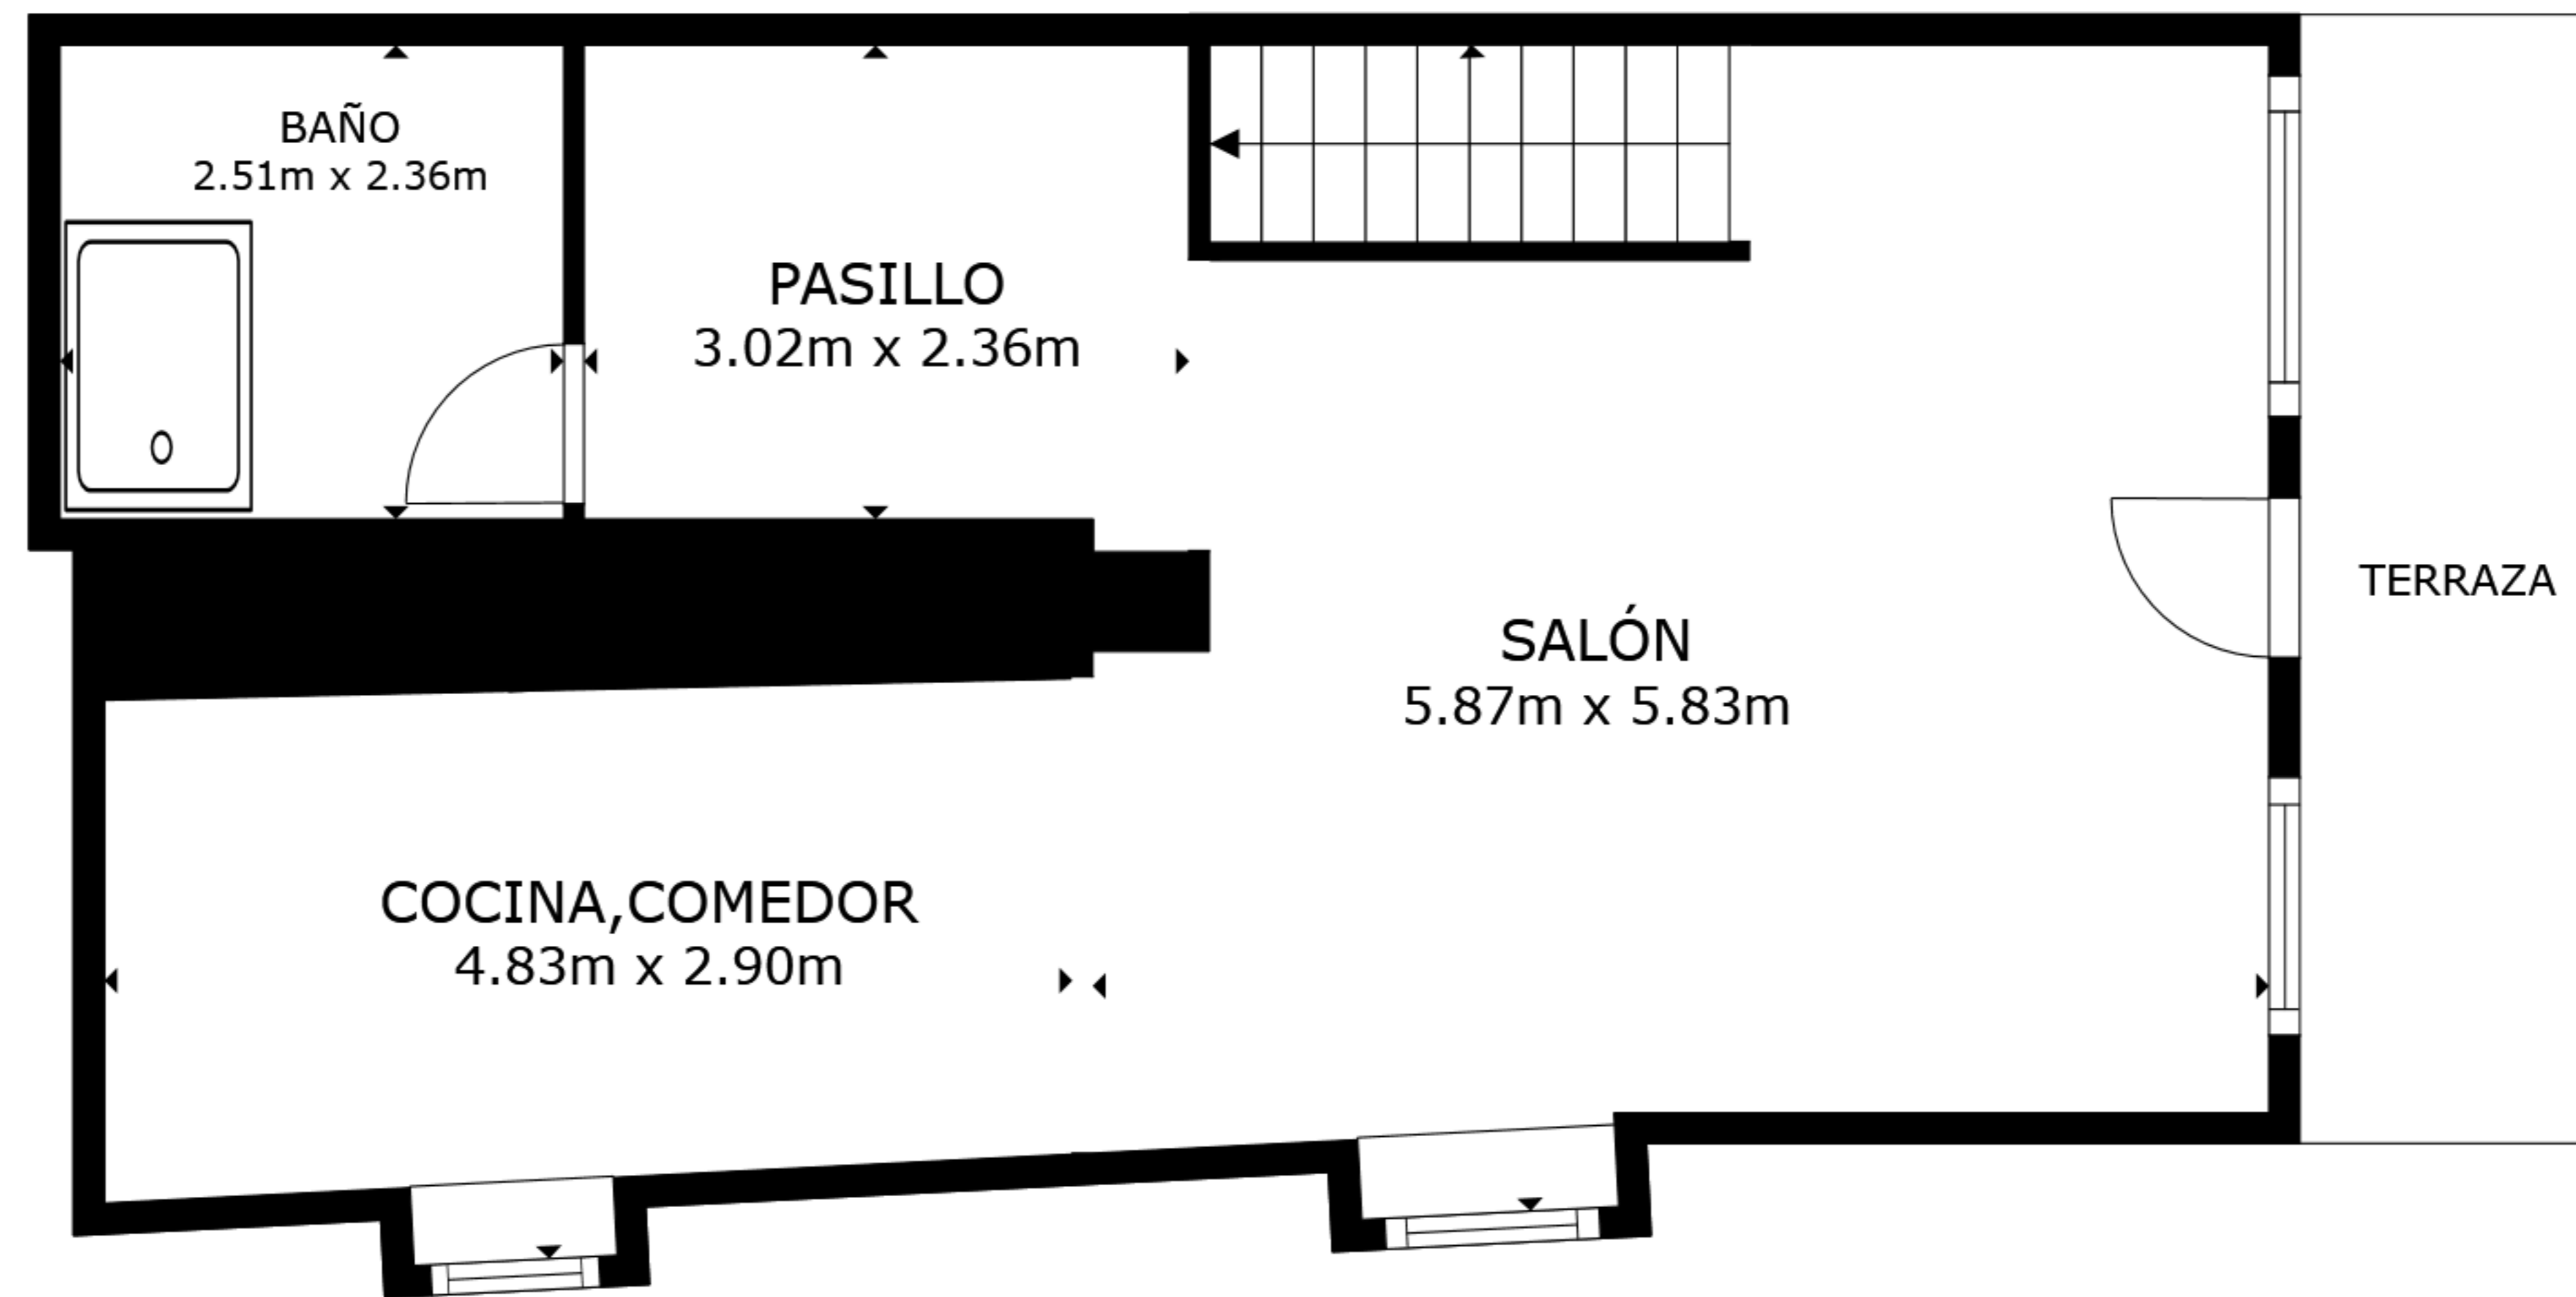 BAÑO
2.51m x 2.36m
PASILLO
3.02m x 2.36m
TERRAZA
SALÓN
5.87m x 5.83m
COCINA,COMEDOR
4.83m x 2.90m